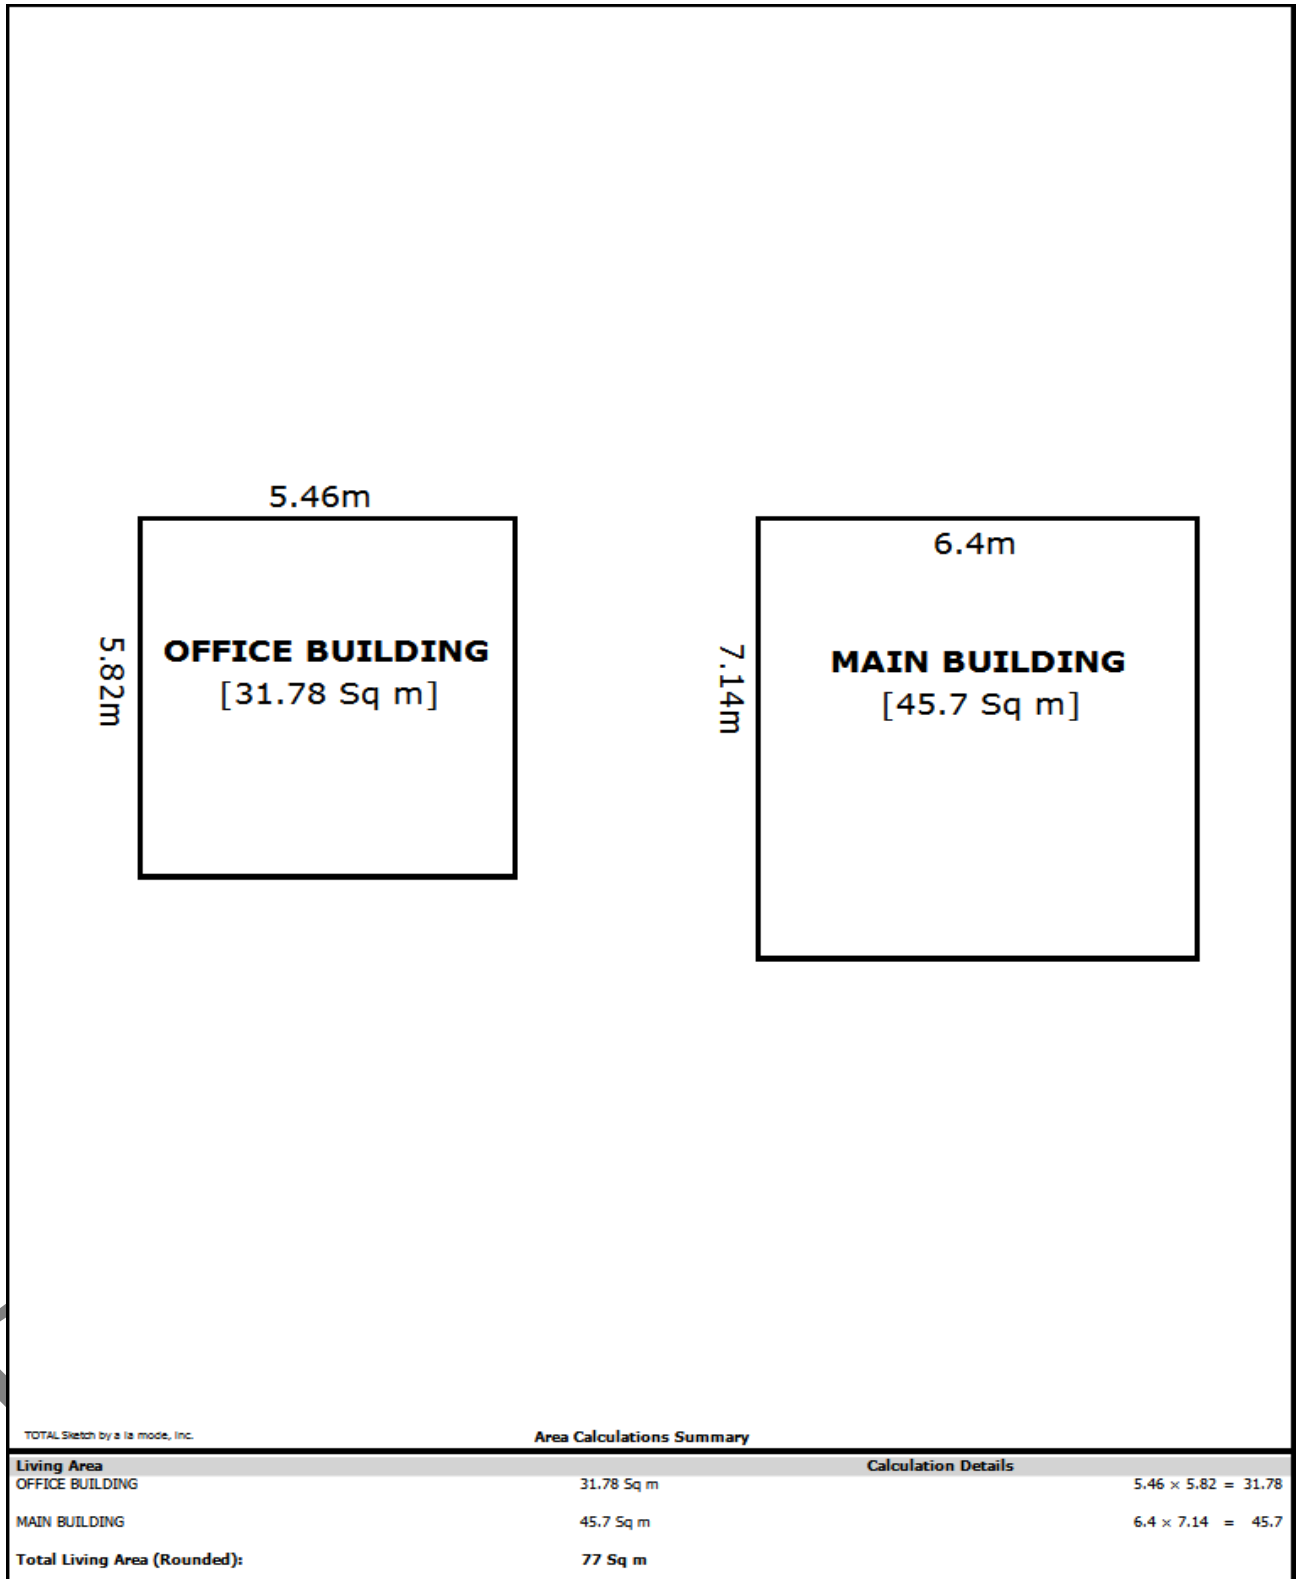 5.46m
5.82m
OFFICE BUILDING
[31.78 Sq m]
6.4m
7.14m
MAIN BUILDING
[45.7 Sq m]
TOTAL Sketch by a la mode, inc.
Area Calculations Summary
Living Area Calculation Details
OFFICE BUILDING 31.78 Sq m 5.46 × 5.82 = 31.78
MAIN BUILDING 45.7 Sq m 6.4 × 7.14 = 45.7
Total Living Area (Rounded): 77 Sq m